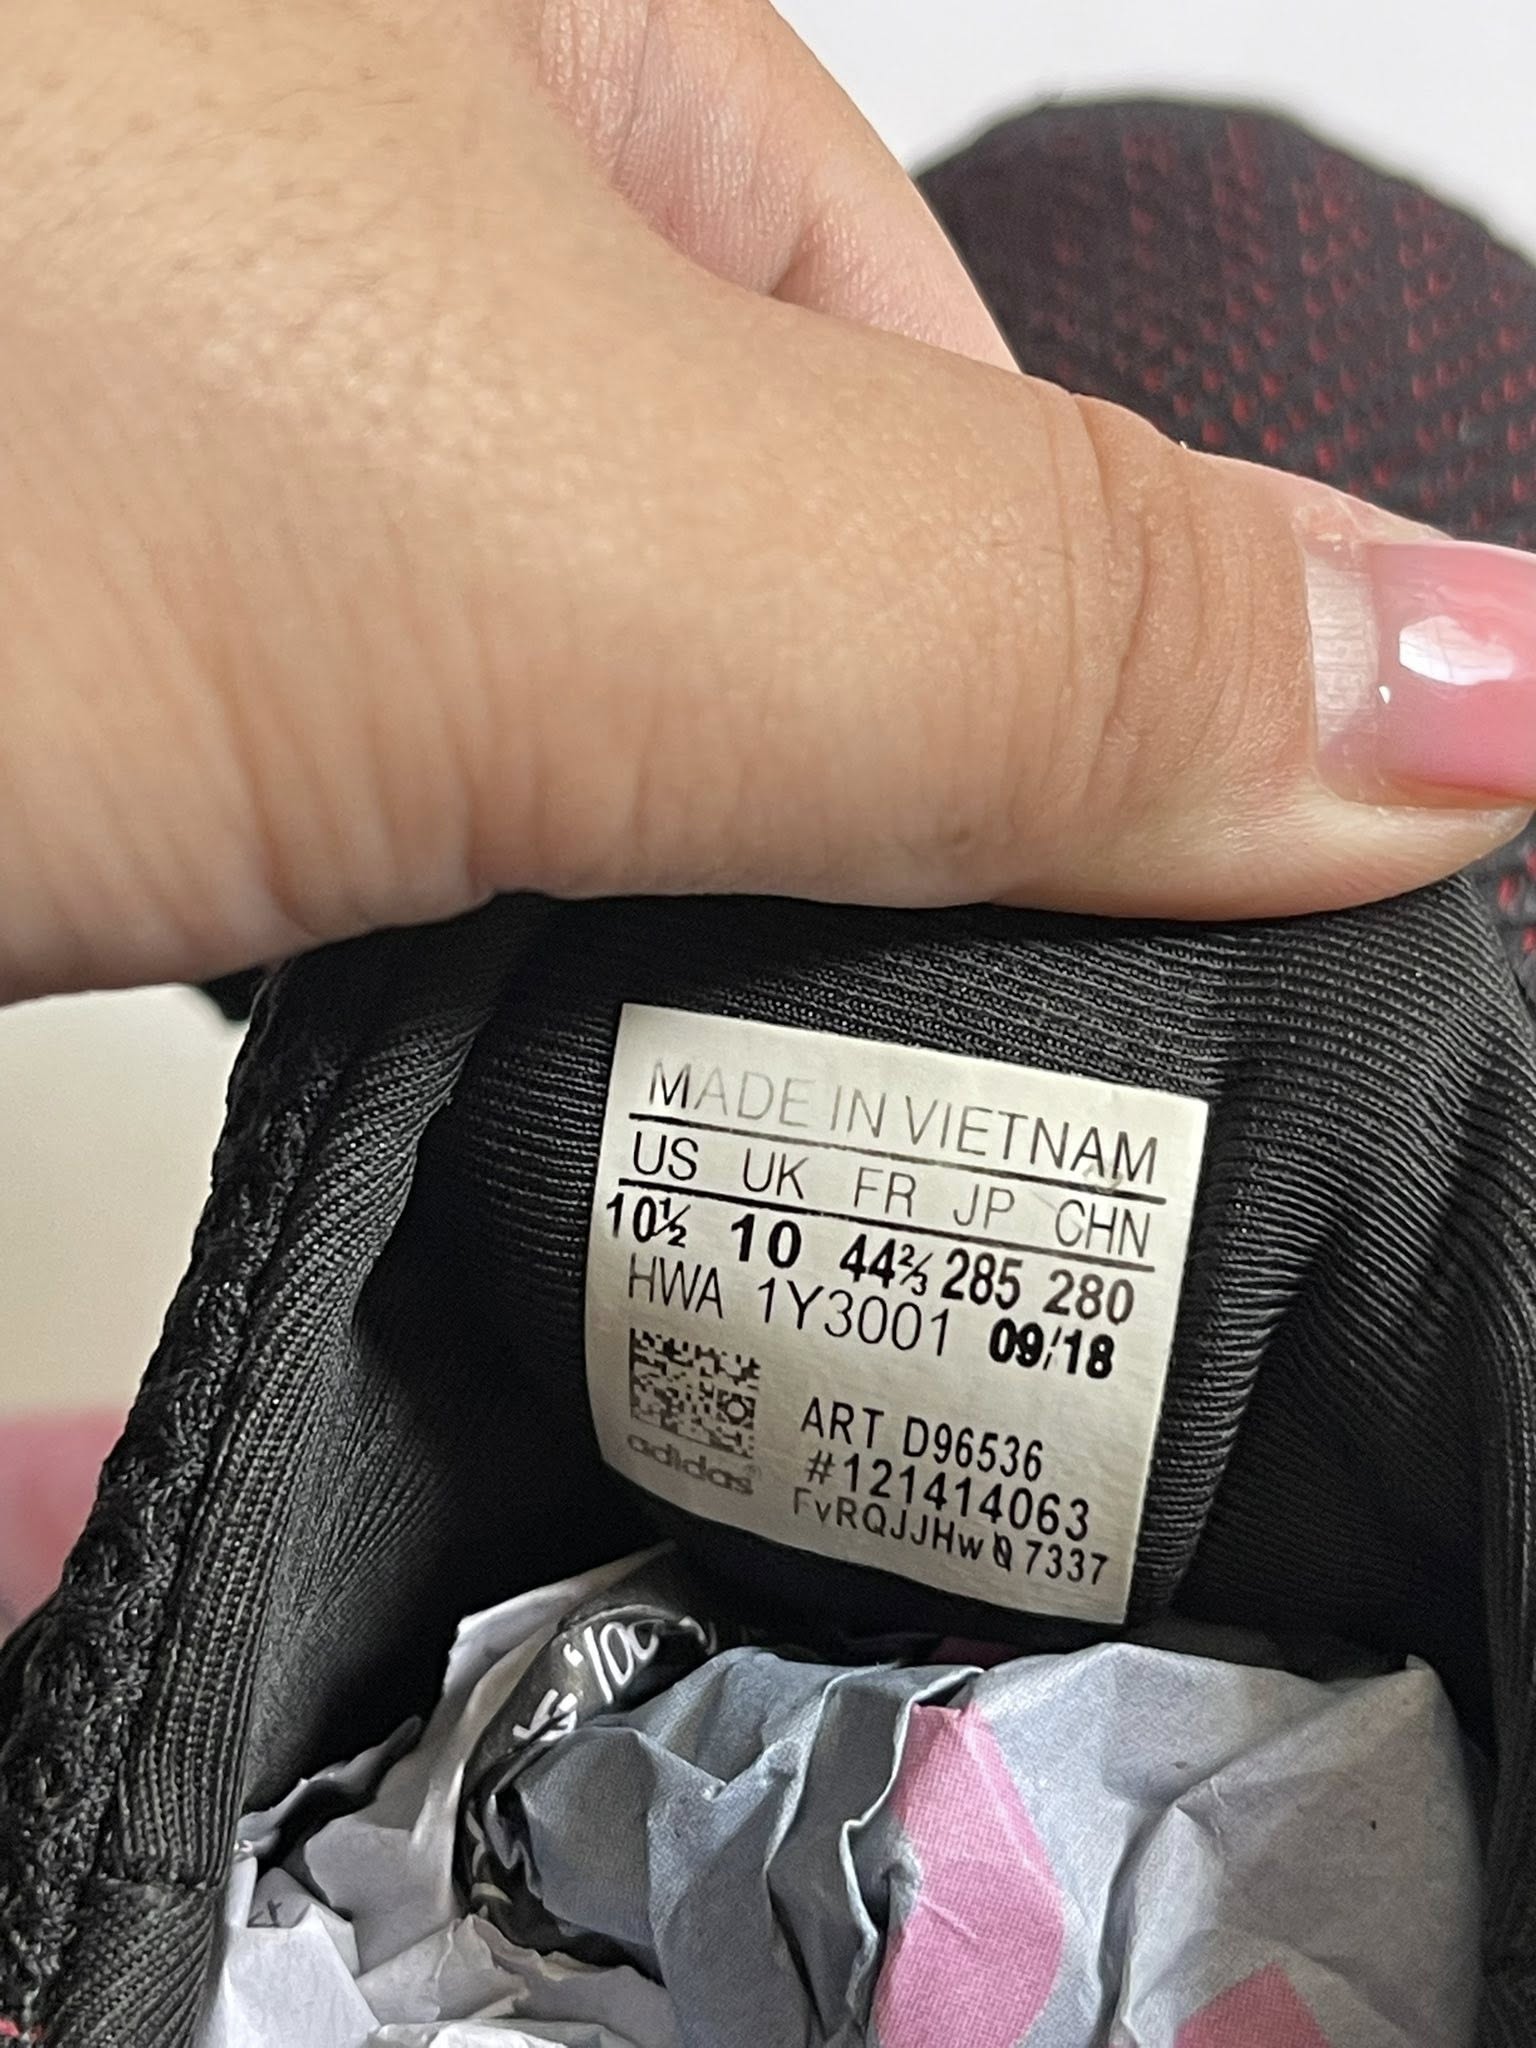 MADE IN VIETNAM
US UK FR JP CHN
10½ 10 44⅔ 285 280
HWA 1Y3001 09/18
ART D96536
#121414063
adidas
FvRQJJHw 7337